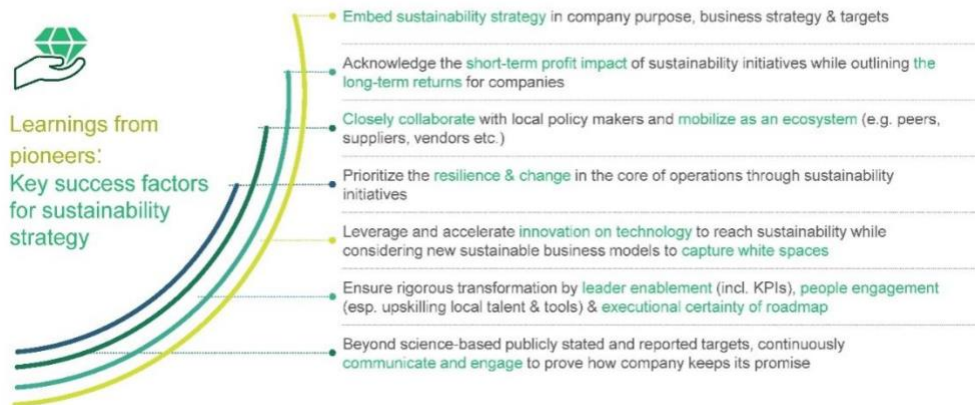 Learnings from
pioneers:
Key success factors
for sustainability
strategy
Embed sustainability strategy in company purpose, business strategy & targets
Acknowledge the short-term profit impact of sustainability initiatives while outlining the
long-term returns for companies
Closely collaborate with local policy makers and mobilize as an ecosystem (e.g. peers,
suppliers, vendors etc.)
Prioritize the resilience & change in the core of operations through sustainability
initiatives
Leverage and accelerate innovation on technology to reach sustainability while
considering new sustainable business models to capture white spaces
Ensure rigorous transformation by leader enablement (incl. KPIs), people engagement
(esp. upskilling local talent & tools) & executional certainty of roadmap
Beyond science-based publicly stated and reported targets, continuously
communicate and engage to prove how company keeps its promise